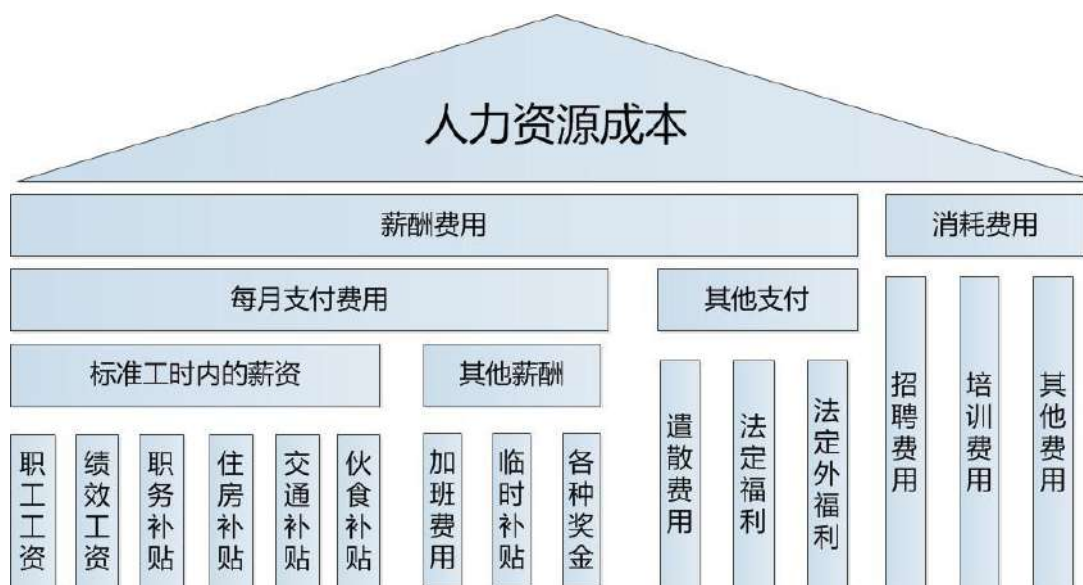 人力资源成本
薪酬费用
消耗费用
每月支付费用
其他支付
标准工时内的薪资
其他薪酬
职工工资
绩效工资
职务补贴
住房补贴
交通补贴
伙食补贴
加班费用
临时补贴
各种奖金
遣散费用
法定福利
法定外福利
招聘费用
培训费用
其他费用